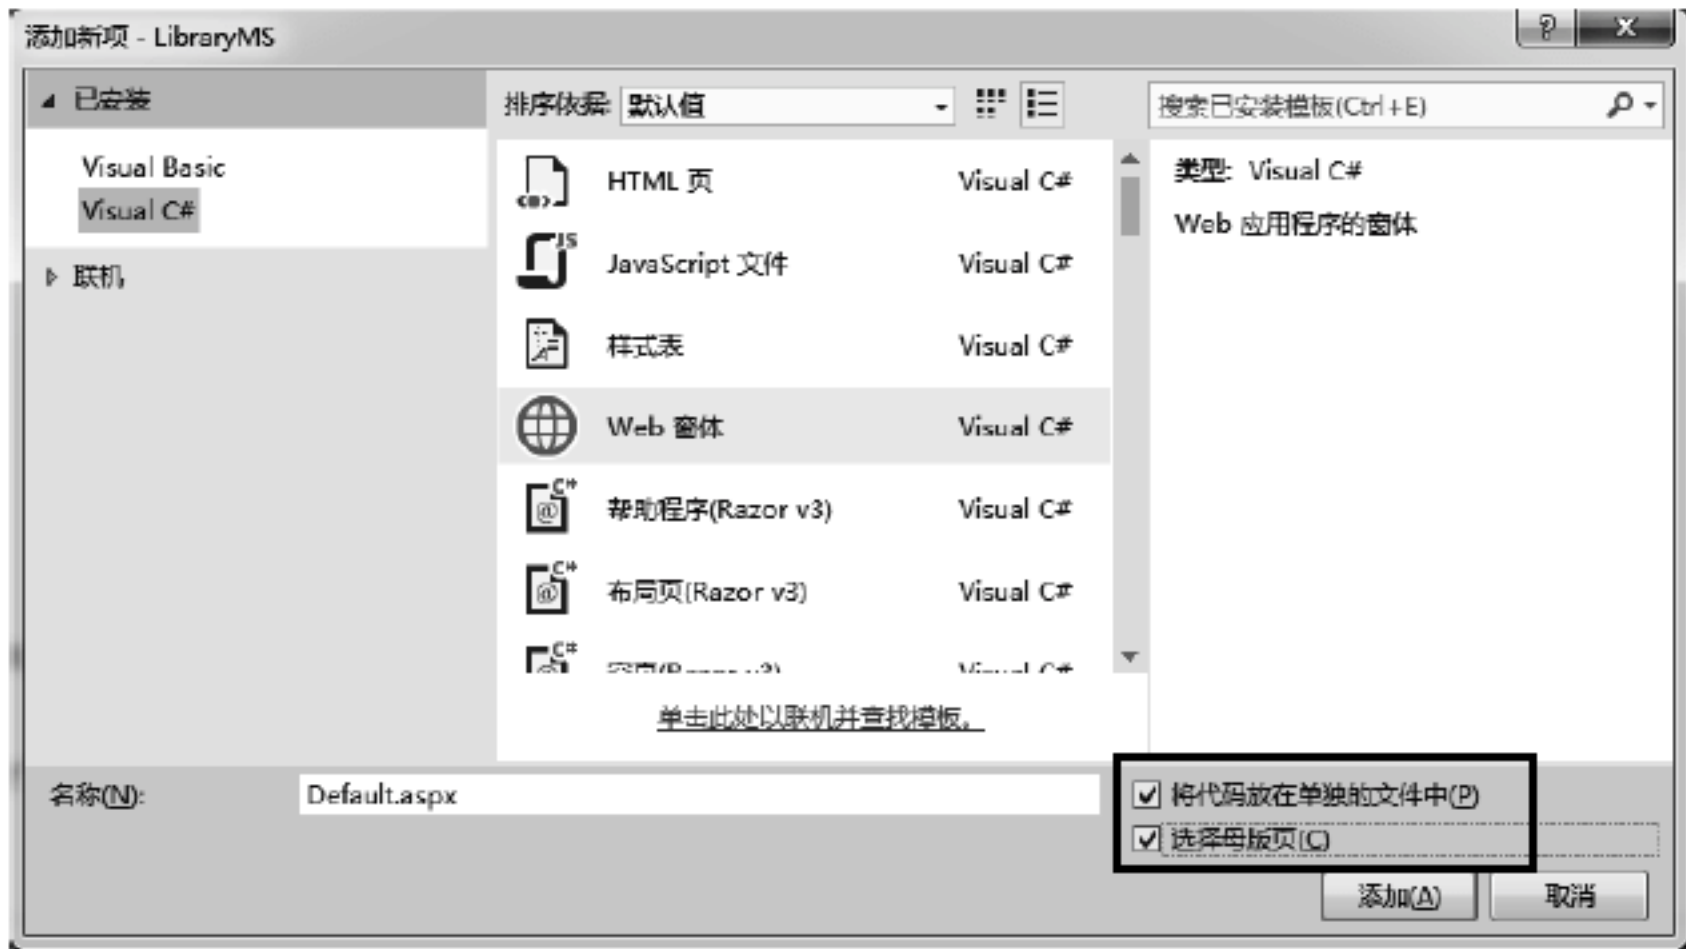 添加新项 - LibraryMS
已安装
Visual Basic
Visual C#
联机
排序依据: 默认值
搜索已安装模板(Ctrl+E)
HTML 页 Visual C#
JavaScript 文件 Visual C#
样式表 Visual C#
Web 窗体 Visual C#
帮助程序(Razor v3) Visual C#
布局页(Razor v3) Visual C#
(Razor v3) Visual C#
单击此处以联机并查找模板。
类型: Visual C#
Web 应用程序的窗体
名称(N): Default.aspx
将代码放在单独的文件中(P)
选择母版页(C)
添加(A) 取消